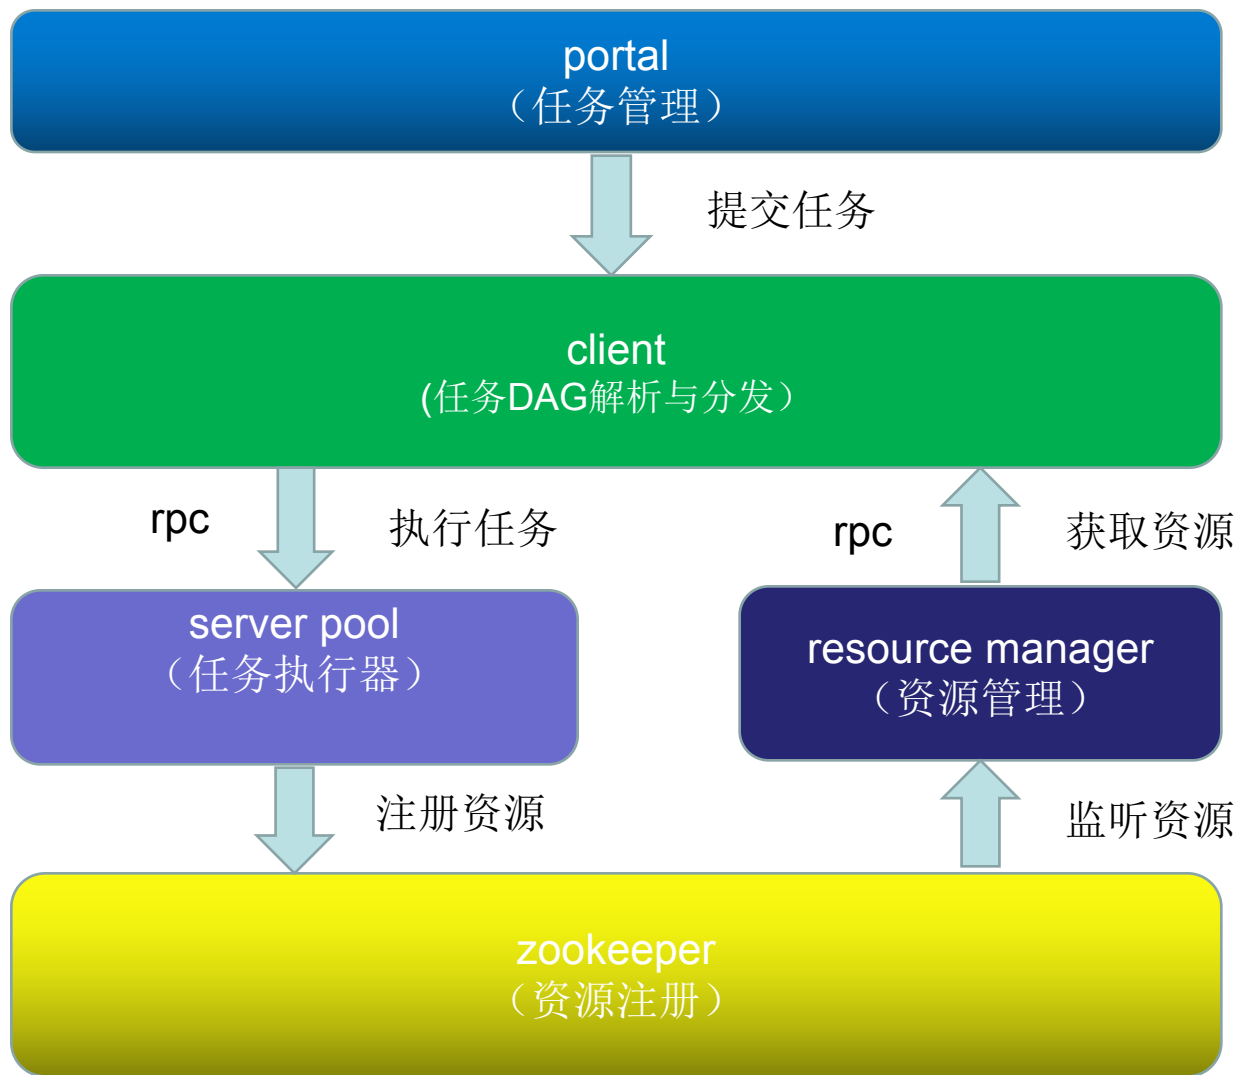 portal
（任务管理）
提交任务
client
(任务DAG解析与分发）
rpc
执行任务
rpc
获取资源
server pool
（任务执行器）
resource manager
（资源管理）
注册资源
监听资源
zookeeper
（资源注册）